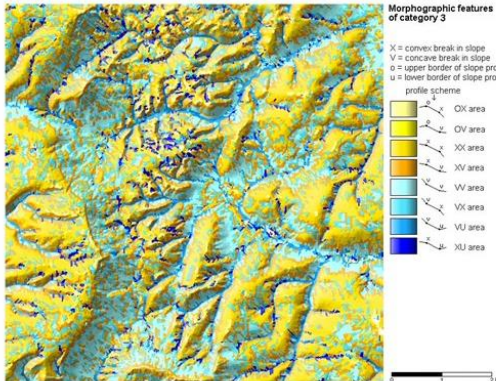 Morphographic features
of category 3
X = convex break in slope
V = concave break in slope
o = upper border of slope pro
u = lower border of slope pro
profile scheme
OX area
OV area
XX area
XV area
VV area
VX area
VU area
XU area